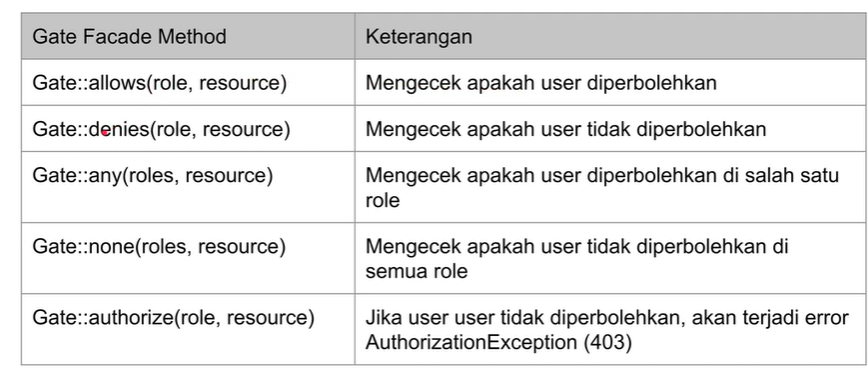 Gate Facade Method
Keterangan
Gate::allows(role, resource)
Mengecek apakah user diperbolehkan
Gate::denies(role, resource)
Mengecek apakah user tidak diperbolehkan
Gate::any(roles, resource)
Mengecek apakah user diperbolehkan di salah satu
role
Gate::none(roles, resource)
Mengecek apakah user tidak diperbolehkan di
semua role
Gate::authorize(role, resource)
Jika user user tidak diperbolehkan, akan terjadi error
AuthorizationException (403)